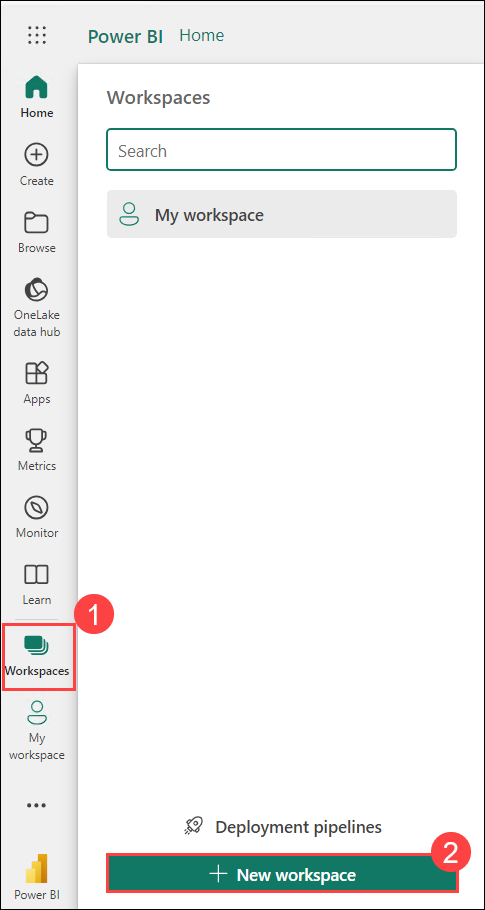 Power BI Home
Home
Create
Browse
OneLake
data hub
Apps
Metrics
Monitor
Learn
1
Workspaces
My
workspace
Power BI
Workspaces
Search
My workspace
Deployment pipelines
2
New workspace